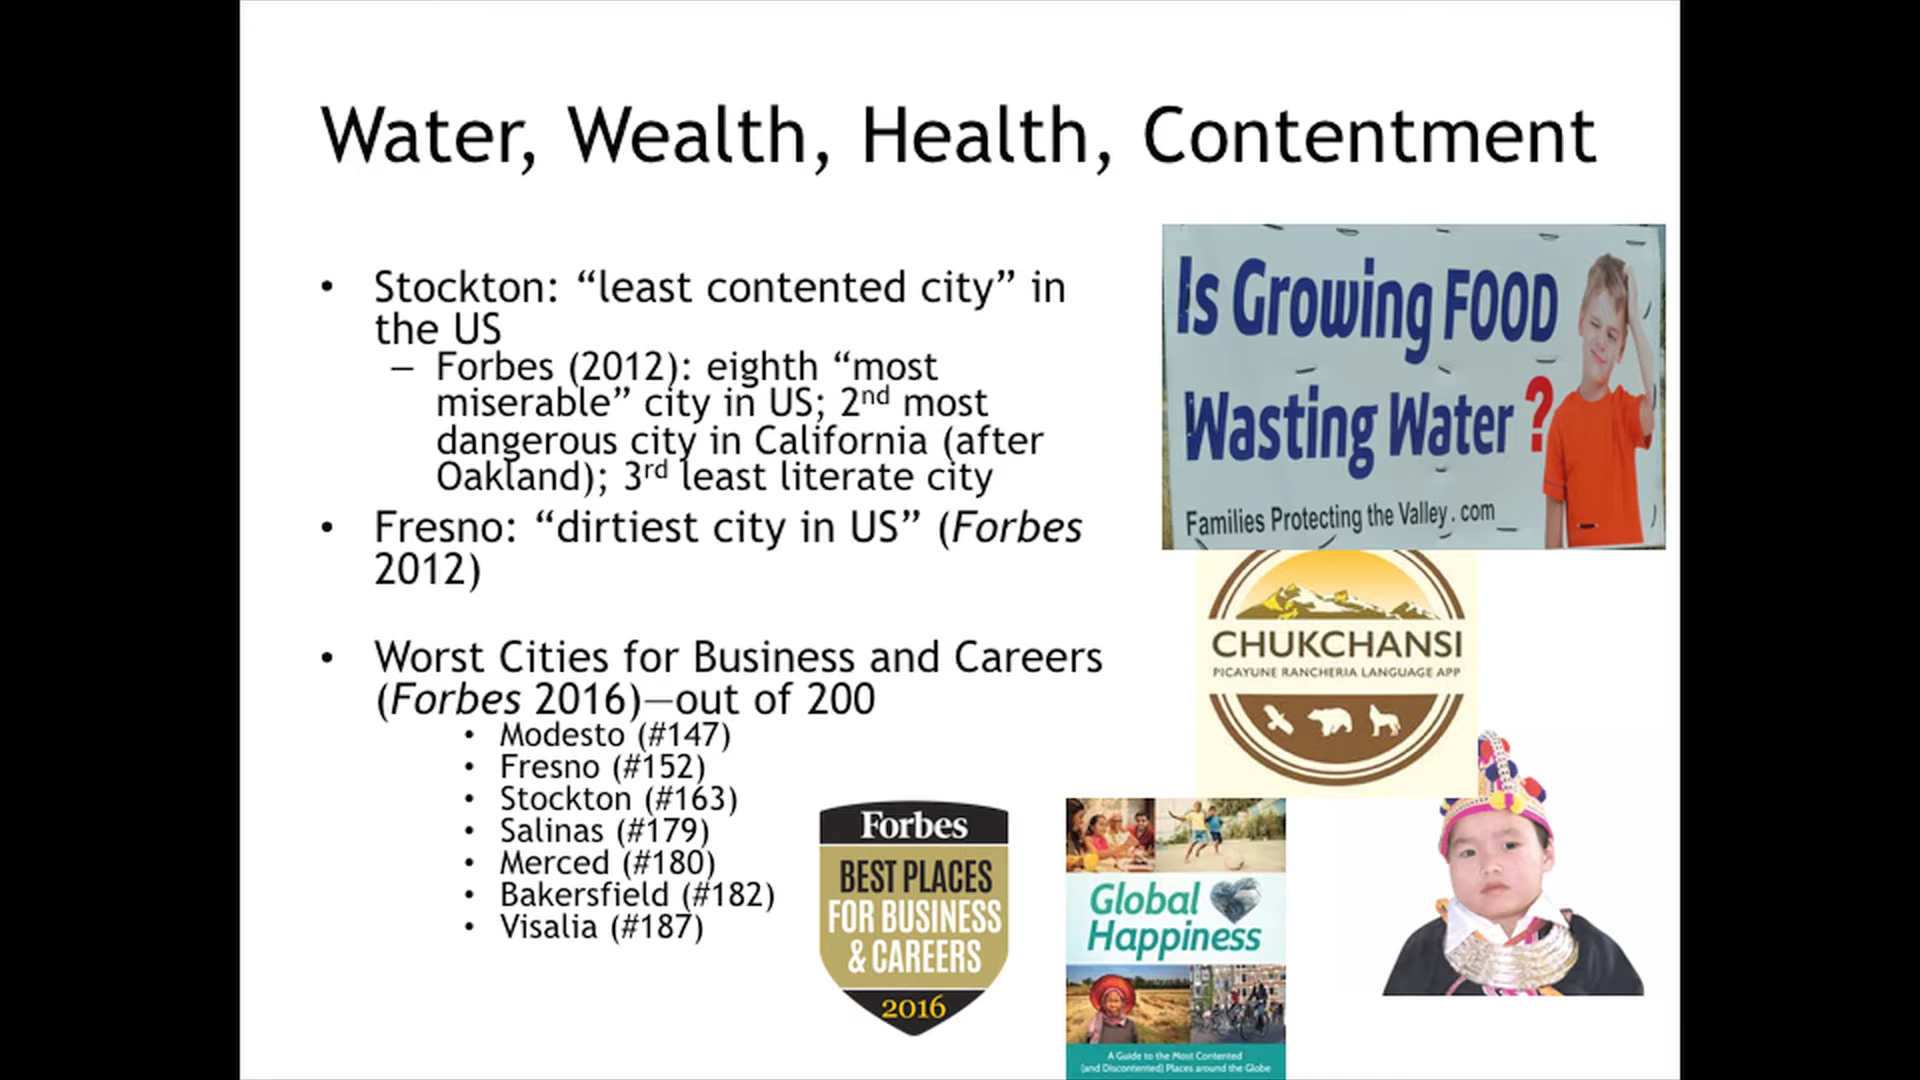 Water, Wealth, Health, Contentment
• Stockton: “least contented city” in
the US
– Forbes (2012): eighth “most
miserable” city in US; 2nd most
dangerous city in California (after
Oakland); 3rd least literate city
• Fresno: “dirtiest city in US” (Forbes
2012)
• Worst Cities for Business and Careers
(Forbes 2016)—out of 200
• Modesto (#147)
• Fresno (#152)
• Stockton (#163)
• Salinas (#179)
• Merced (#180)
• Bakersfield (#182)
• Visalia (#187)
Is Growing FOOD
Wasting Water ?
Families Protecting the Valley.com
CHUKCHANSI
PICAYUNE RANCHERIA LANGUAGE APP
Forbes
BEST PLACES
FOR BUSINESS
& CAREERS
2016
Global
Happiness
A Guide to the Most Contented
(and Discontented) Places around the Globe